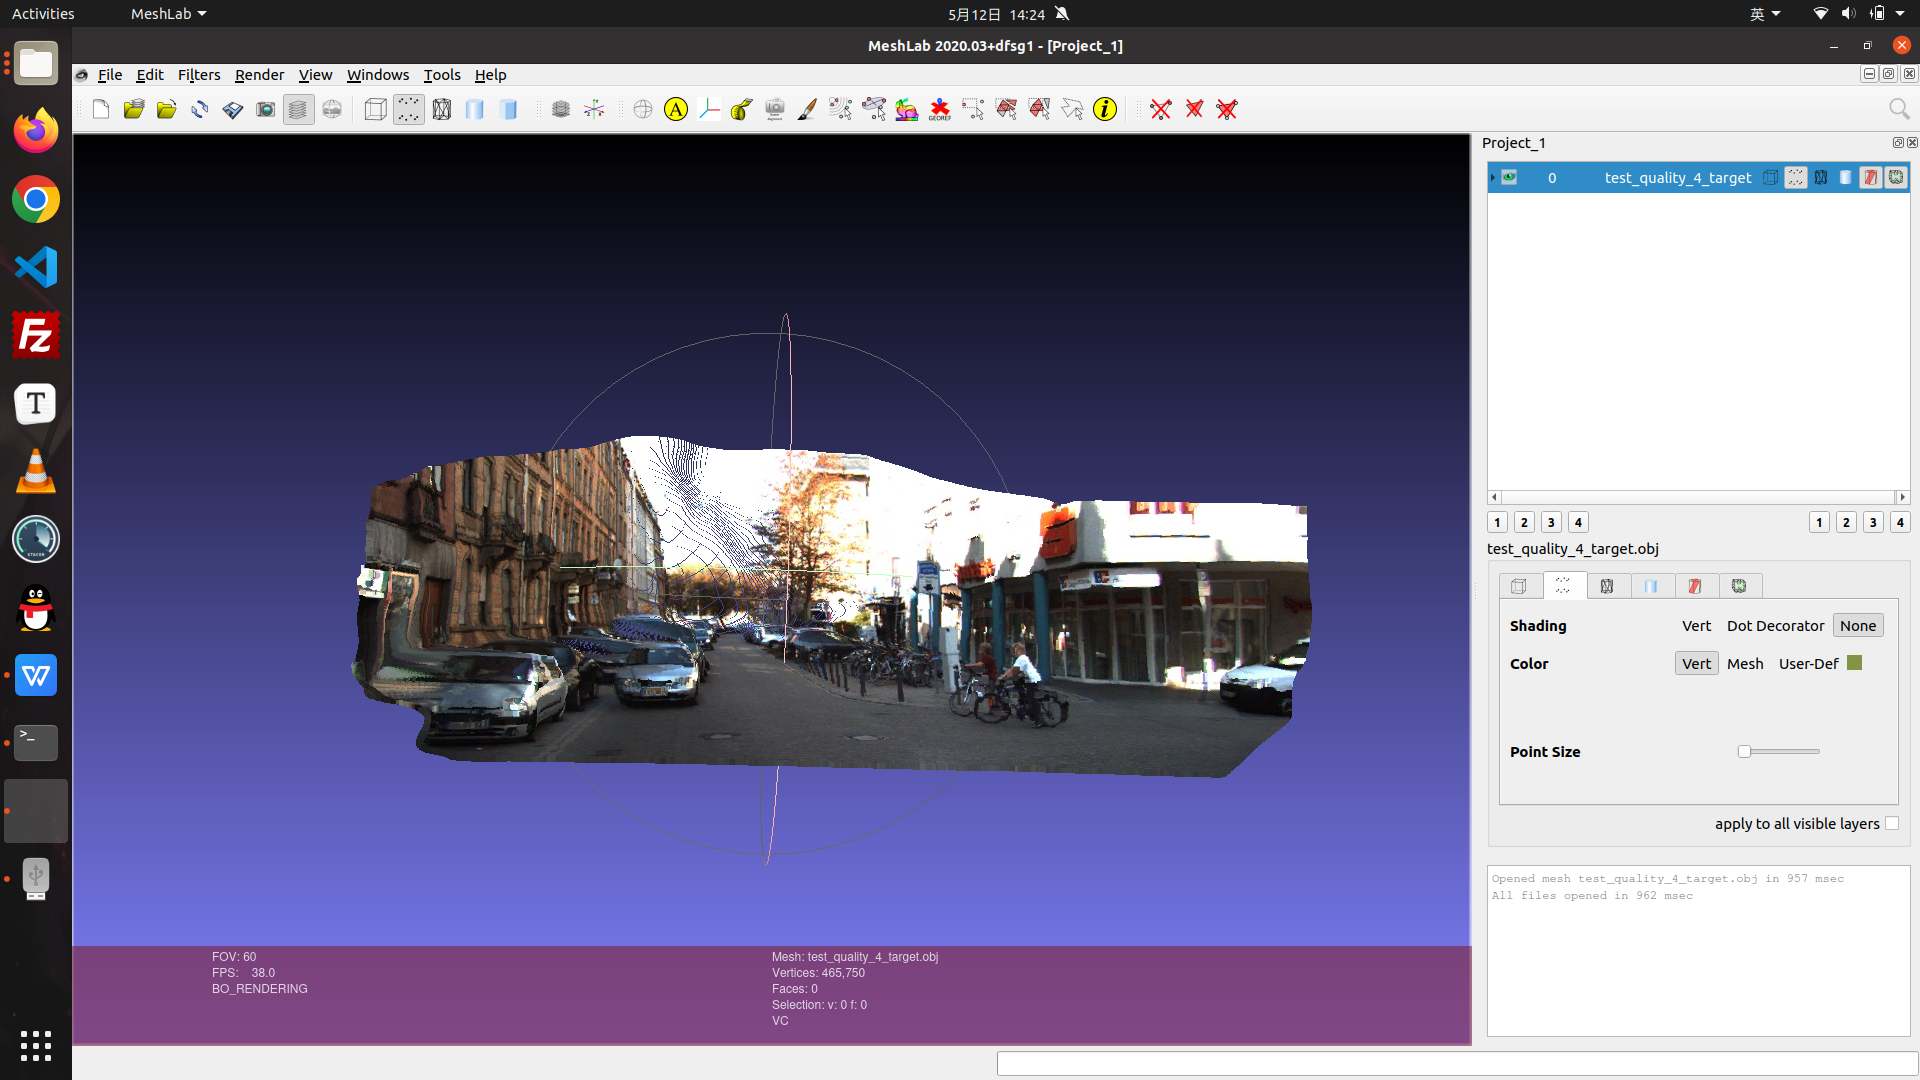 Activities
MeshLab
5月12日 14:24
英
MeshLab 2020.03+dfsg1 - [Project_1]
File Edit Filters Render View Windows Tools Help
A
GEOREF
i
Project_1
0 test_quality_4_target
1 2 3 4
1 2 3 4
test_quality_4_target.obj
Shading Vert Dot Decorator None
Color Vert Mesh User-Def
Point Size
apply to all visible layers
Opened mesh test_quality_4_target.obj in 957 msec
All files opened in 962 msec
FOV: 60
FPS: 38.0
BO_RENDERING
Mesh: test_quality_4_target.obj
Vertices: 465,750
Faces: 0
Selection: v: 0 f: 0
VC
Fz
T
STACER
W
>_